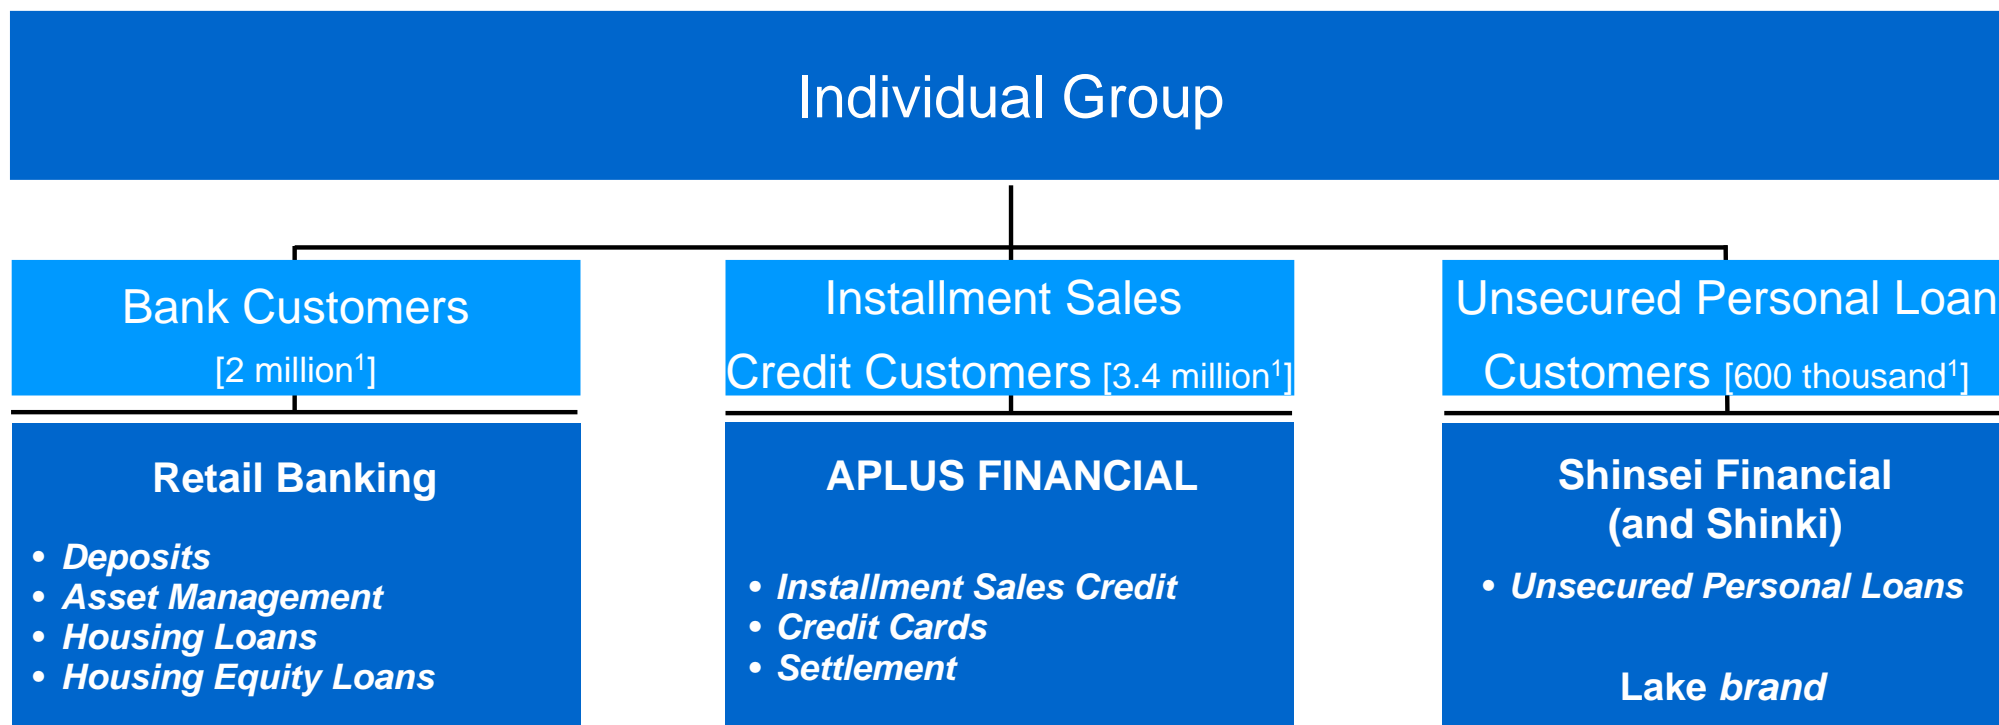 Individual Group
Bank Customers
[2 million¹]
Installment Sales
Credit Customers [3.4 million¹]
Unsecured Personal Loan
Customers [600 thousand¹]
Retail Banking
• Deposits
• Asset Management
• Housing Loans
• Housing Equity Loans
APLUS FINANCIAL
• Installment Sales Credit
• Credit Cards
• Settlement
Shinsei Financial
(and Shinki)
• Unsecured Personal Loans
Lake brand